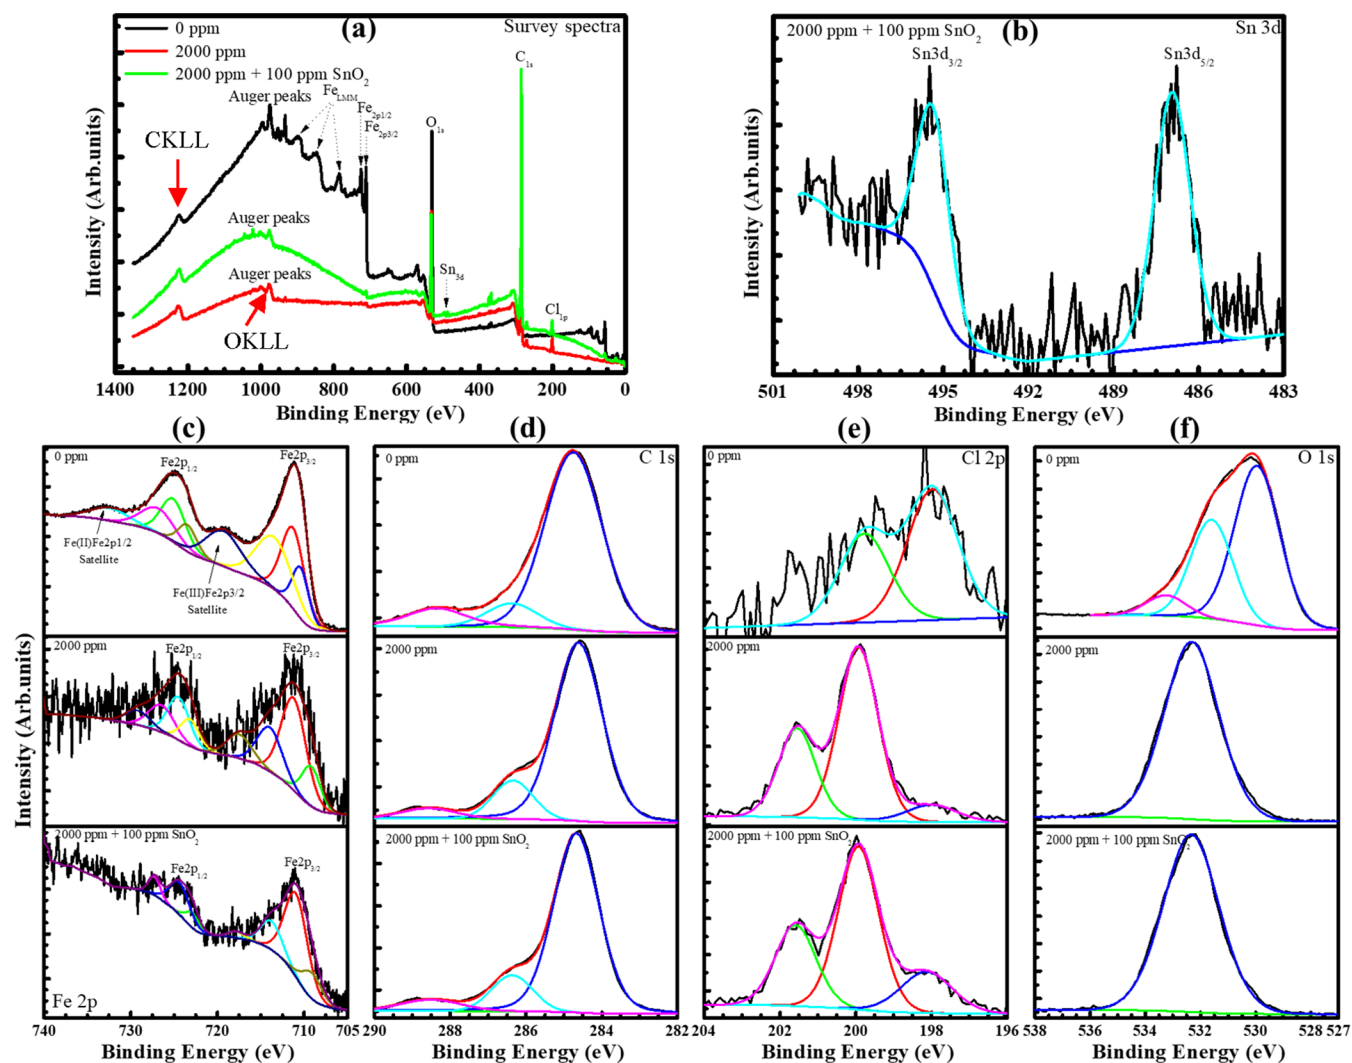 (a)
Survey spectra
0 ppm
2000 ppm
2000 ppm + 100 ppm SnO2
Auger peaks
FeLMM
Fe2p1/2
Fe2p3/2
O1s
C1s
CKLL
Auger peaks
Auger peaks
OKLL
Sn3d
Cl1p
Intensity (Arb.units)
1400 1200 1000 800 600 400 200 0
Binding Energy (eV)
(b)
2000 ppm + 100 ppm SnO2
Sn 3d
Sn3d3/2
Sn3d5/2
Intensity (Arb.units)
501 498 495 492 489 486 483
Binding Energy (eV)
(c)
0 ppm
Fe2p1/2
Fe2p3/2
Fe(II)Fe2p1/2
Satellite
Fe(III)Fe2p3/2
Satellite
2000 ppm
Fe2p1/2
Fe2p3/2
2000 ppm + 100 ppm SnO2
Fe2p1/2
Fe2p3/2
Fe 2p
Intensity (Arb.units)
740 730 720 710 705
Binding Energy (eV)
(d)
0 ppm
C 1s
2000 ppm
2000 ppm + 100 ppm SnO2
290 288 286 284 282
Binding Energy (eV)
(e)
0 ppm
Cl 2p
2000 ppm
2000 ppm + 100 ppm SnO2
204 202 200 198 196
Binding Energy (eV)
(f)
0 ppm
O 1s
2000 ppm
2000 ppm + 100 ppm SnO2
538 536 534 532 530 528 527
Binding Energy (eV)